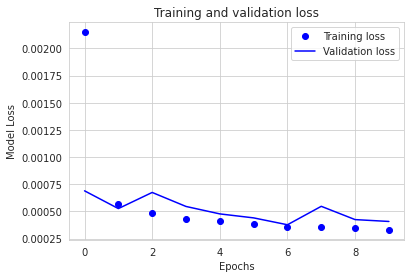 Training and validation loss
Training loss
Validation loss
Model Loss
0.00200
0.00175
0.00150
0.00125
0.00100
0.00075
0.00050
0.00025
0 2 4 6 8
Epochs